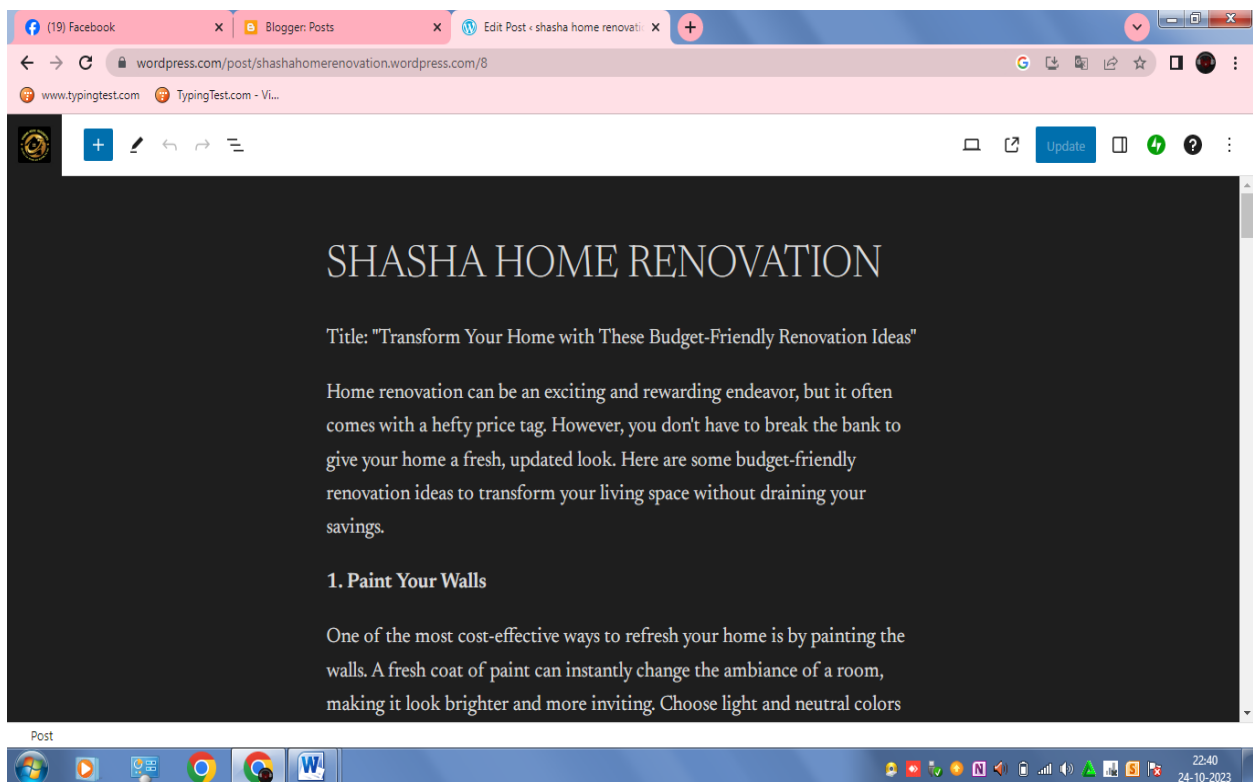 (19) Facebook
Blogger: Posts
Edit Post ‹ shasha home renovati
wordpress.com/post/shashahomerenovation.wordpress.com/8
www.typingtest.com
TypingTest.com - Vi...
Update
SHASHA HOME RENOVATION
Title: "Transform Your Home with These Budget-Friendly Renovation Ideas"
Home renovation can be an exciting and rewarding endeavor, but it often
comes with a hefty price tag. However, you don't have to break the bank to
give your home a fresh, updated look. Here are some budget-friendly
renovation ideas to transform your living space without draining your
savings.
1. Paint Your Walls
One of the most cost-effective ways to refresh your home is by painting the
walls. A fresh coat of paint can instantly change the ambiance of a room,
making it look brighter and more inviting. Choose light and neutral colors
Post
22:40
24-10-2023